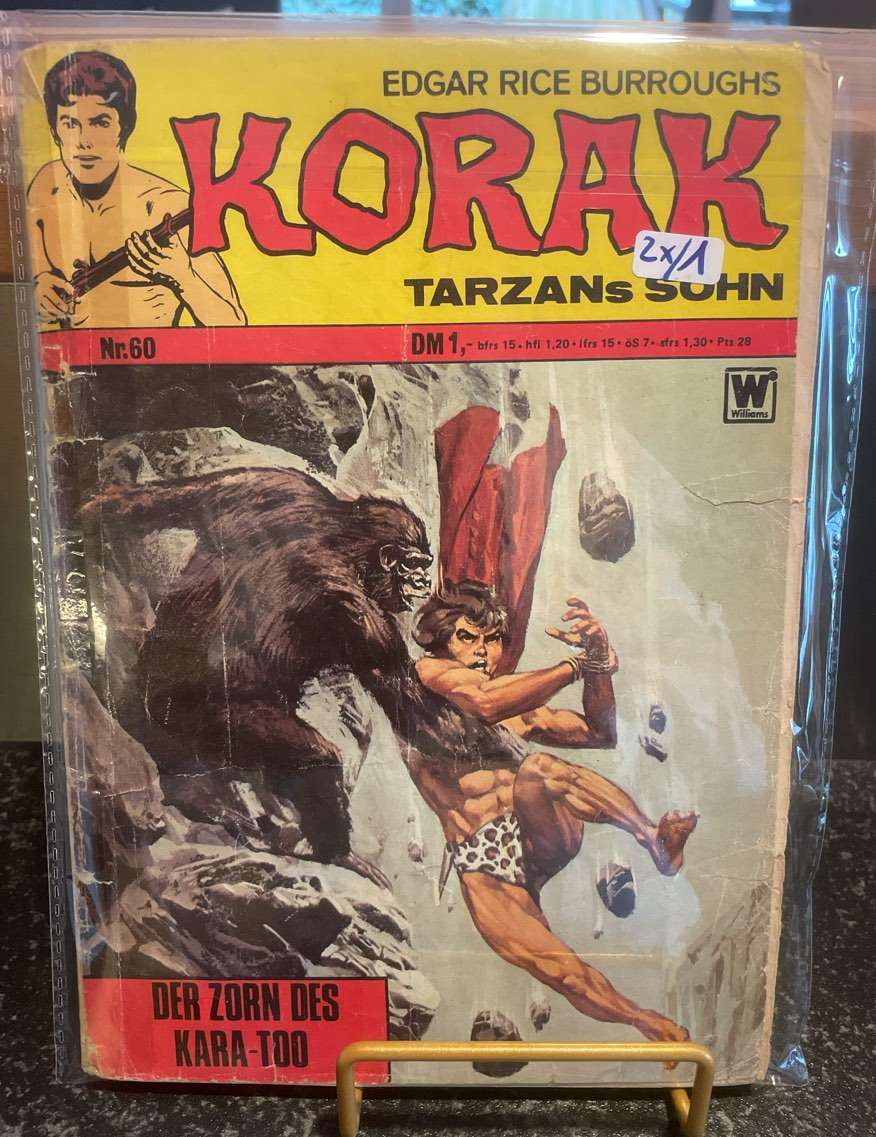 EDGAR RICE BURROUGHS
KORAK
2x/1
TARZANs SOHN
Nr.60
DM 1,- bfrs 15 • hfl 1,20 • lfrs 15 • öS 7 • sfrs 1,30 • Pts 28
W
Williams
DER ZORN DES
KARA-TOO